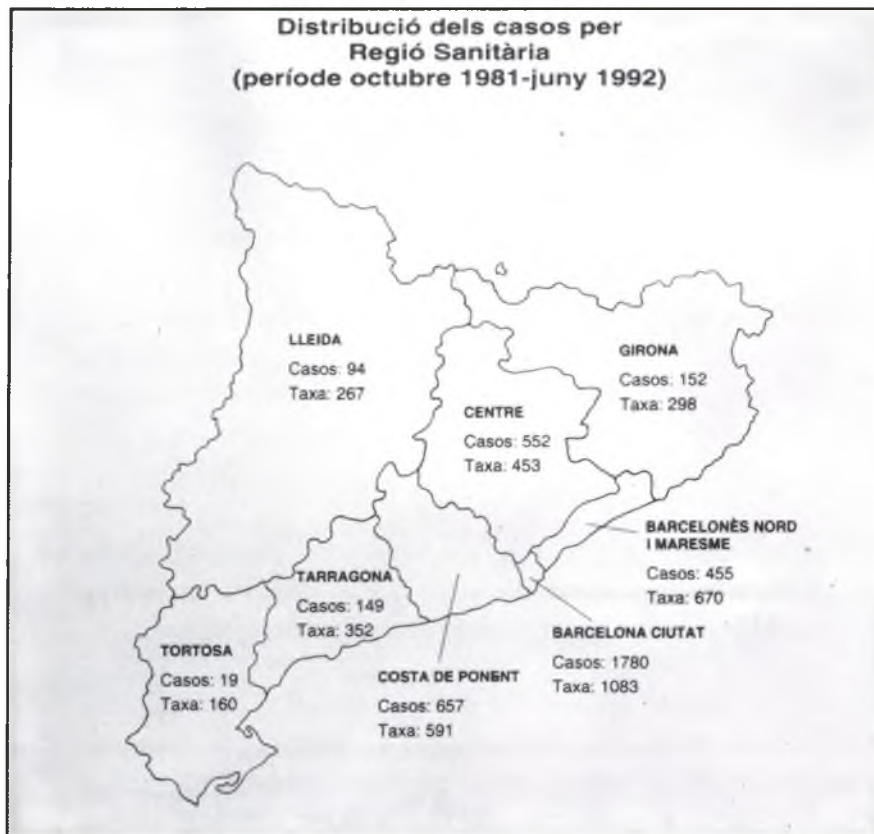 Distribució dels casos per
Regió Sanitària
(període octubre 1981-juny 1992)
LLEIDA
Casos: 94
Taxa: 267
GIRONA
Casos: 152
Taxa: 298
CENTRE
Casos: 552
Taxa: 453
BARCELONÈS NORD
I MARESME
Casos: 455
Taxa: 670
TARRAGONA
Casos: 149
Taxa: 352
BARCELONA CIUTAT
Casos: 1780
Taxa: 1083
TORTOSA
Casos: 19
Taxa: 160
COSTA DE PONENT
Casos: 657
Taxa: 591